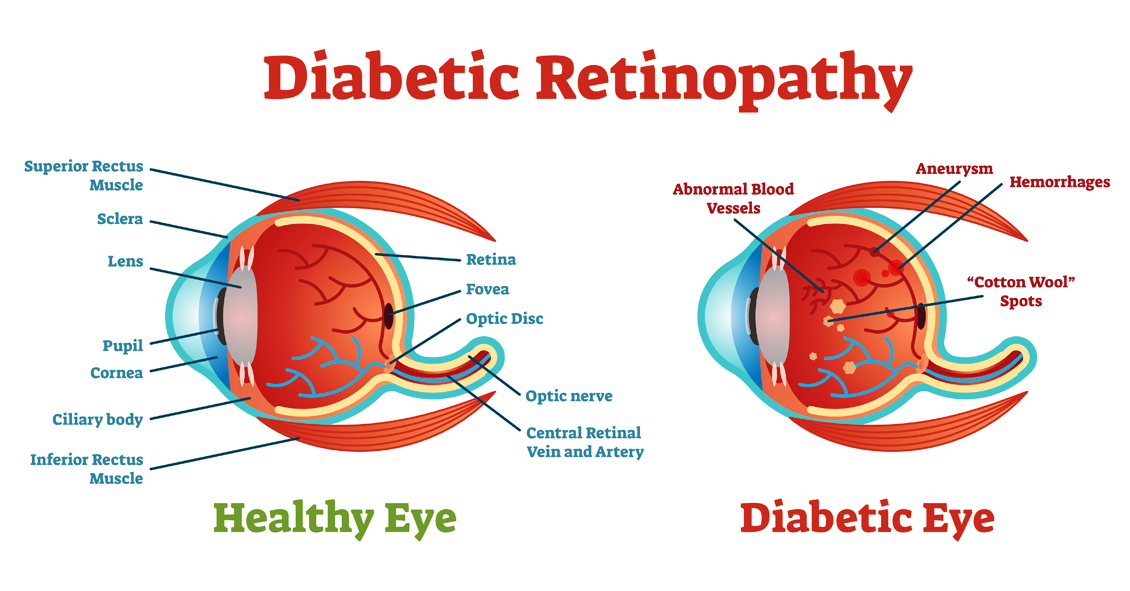 Diabetic Retinopathy
Superior Rectus
Muscle
Sclera
Lens
Pupil
Cornea
Ciliary body
Inferior Rectus
Muscle
Retina
Fovea
Optic Disc
Optic nerve
Central Retinal
Vein and Artery
Healthy Eye
Abnormal Blood
Vessels
Aneurysm
Hemorrhages
“Cotton Wool”
Spots
Diabetic Eye